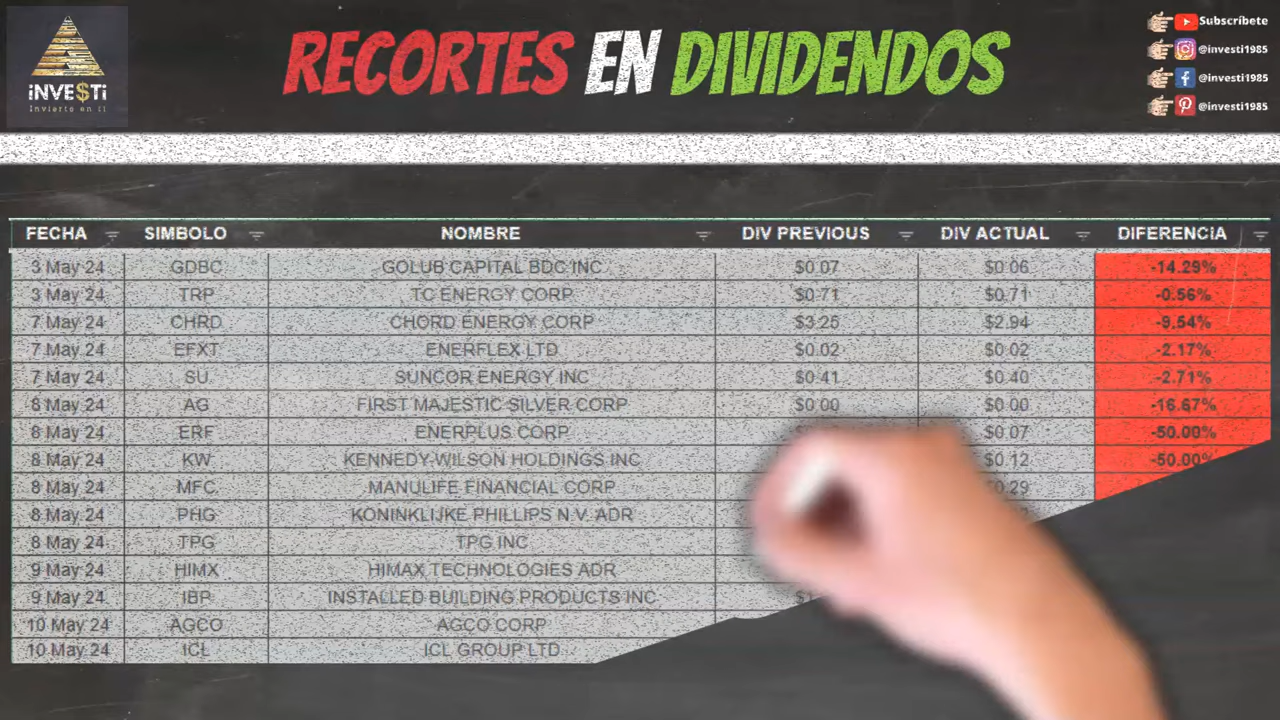 iNVE$Ti
Invierte en ti
RECORTES EN DIVIDENDOS
Subscríbete
@investi1985
@investi1985
@investi1985
FECHA SIMBOLO NOMBRE DIV PREVIOUS DIV ACTUAL DIFERENCIA
3 May 24 GDBC GOLUB CAPITAL BDC INC $0.07 $0.06 -14.29%
3 May 24 TRP TC ENERGY CORP $0.71 $0.71 -0.56%
7 May 24 CHRD CHORD ENERGY CORP $3.25 $2.94 -9.54%
7 May 24 EFXT ENERFLEX LTD $0.02 $0.02 -2.17%
7 May 24 SU SUNCOR ENERGY INC $0.41 $0.40 -2.71%
8 May 24 AG FIRST MAJESTIC SILVER CORP $0.00 $0.00 -16.67%
8 May 24 ERF ENERPLUS CORP $0.07 -50.00%
8 May 24 KW KENNEDY-WILSON HOLDINGS INC $0.12 -50.00%
8 May 24 MFC MANULIFE FINANCIAL CORP 0.29
8 May 24 PHG KONINKLIJKE PHILLIPS N.V. ADR
8 May 24 TPG TPG INC
9 May 24 HIMX HIMAX TECHNOLOGIES ADR
9 May 24 IBP INSTALLED BUILDING PRODUCTS INC
10 May 24 AGCO AGCO CORP
10 May 24 ICL ICL GROUP LTD